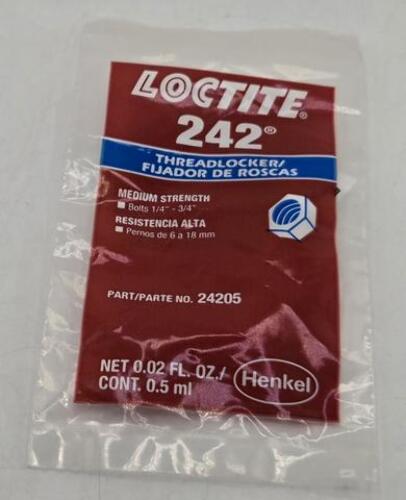 LOCTITE®
242®
THREADLOCKER/
FIJADOR DE ROSCAS
MEDIUM STRENGTH
■ Bolts 1/4" - 3/4"
RESISTENCIA ALTA
■ Pernos de 6 a 18 mm
PART/PARTE NO. 24205
NET 0.02 FL. OZ./
CONT. 0.5 ml
Henkel